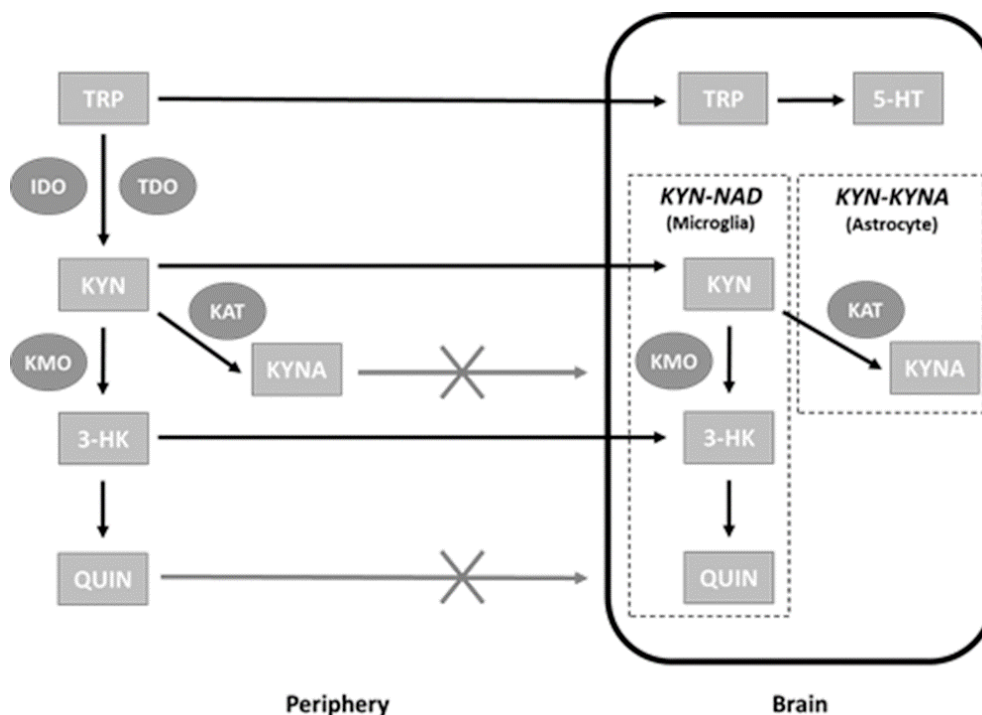 TRP
TRP
5-HT
IDO
TDO
KYN-NAD
(Microglia)
KYN-KYNA
(Astrocyte)
KYN
KYN
KAT
KAT
KMO
KYNA
KMO
KYNA
3-HK
3-HK
QUIN
QUIN
Periphery
Brain